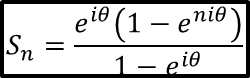 $S_n = \frac{e^{i\theta}(1 - e^{ni\theta})}{1 - e^{i\theta}}$